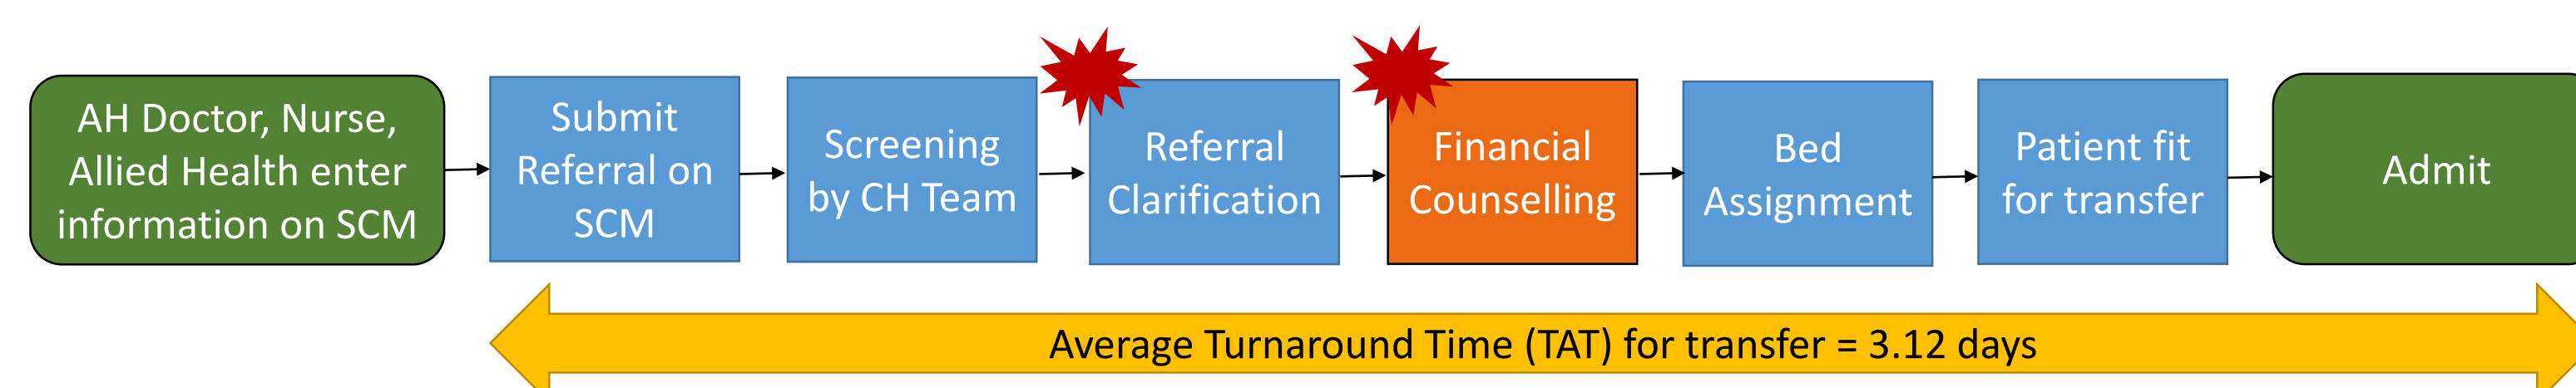 AH Doctor, Nurse,
Allied Health enter
information on SCM
Submit
Referral on
SCM
Screening
by CH Team
Referral
Clarification
Financial
Counselling
Bed
Assignment
Patient fit
for transfer
Admit
Average Turnaround Time (TAT) for transfer = 3.12 days